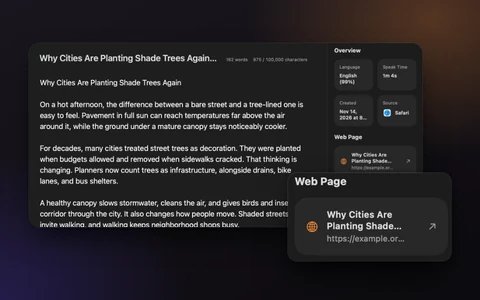 Why Cities Are Planting Shade Trees Again...
162 words 975 / 100,000 characters
Why Cities Are Planting Shade Trees Again
On a hot afternoon, the difference between a bare street and a tree-lined one is
easy to feel. Pavement in full sun can reach temperatures far above the air
around it, while the ground under a mature canopy stays noticeably cooler.
For decades, many cities treated street trees as decoration. They were planted
when budgets allowed and removed when sidewalks cracked. That thinking is
changing. Planners now count trees as infrastructure, alongside drains, bike
lanes, and bus shelters.
A healthy canopy slows stormwater, cleans the air, and gives birds and inse
corridor through the city. It also changes how people move. Shaded streets
invite walking, and walking keeps neighborhood shops busy.
Overview
Language
English
(99%)
Speak Time
1m 4s
Created
Nov 14,
2026 at 8...
Source
Safari
Web Page
Why Cities Are
Planting Shade...
https://example.or...
Web Page
Why Cities Are
Planting Shade...
https://example.or...